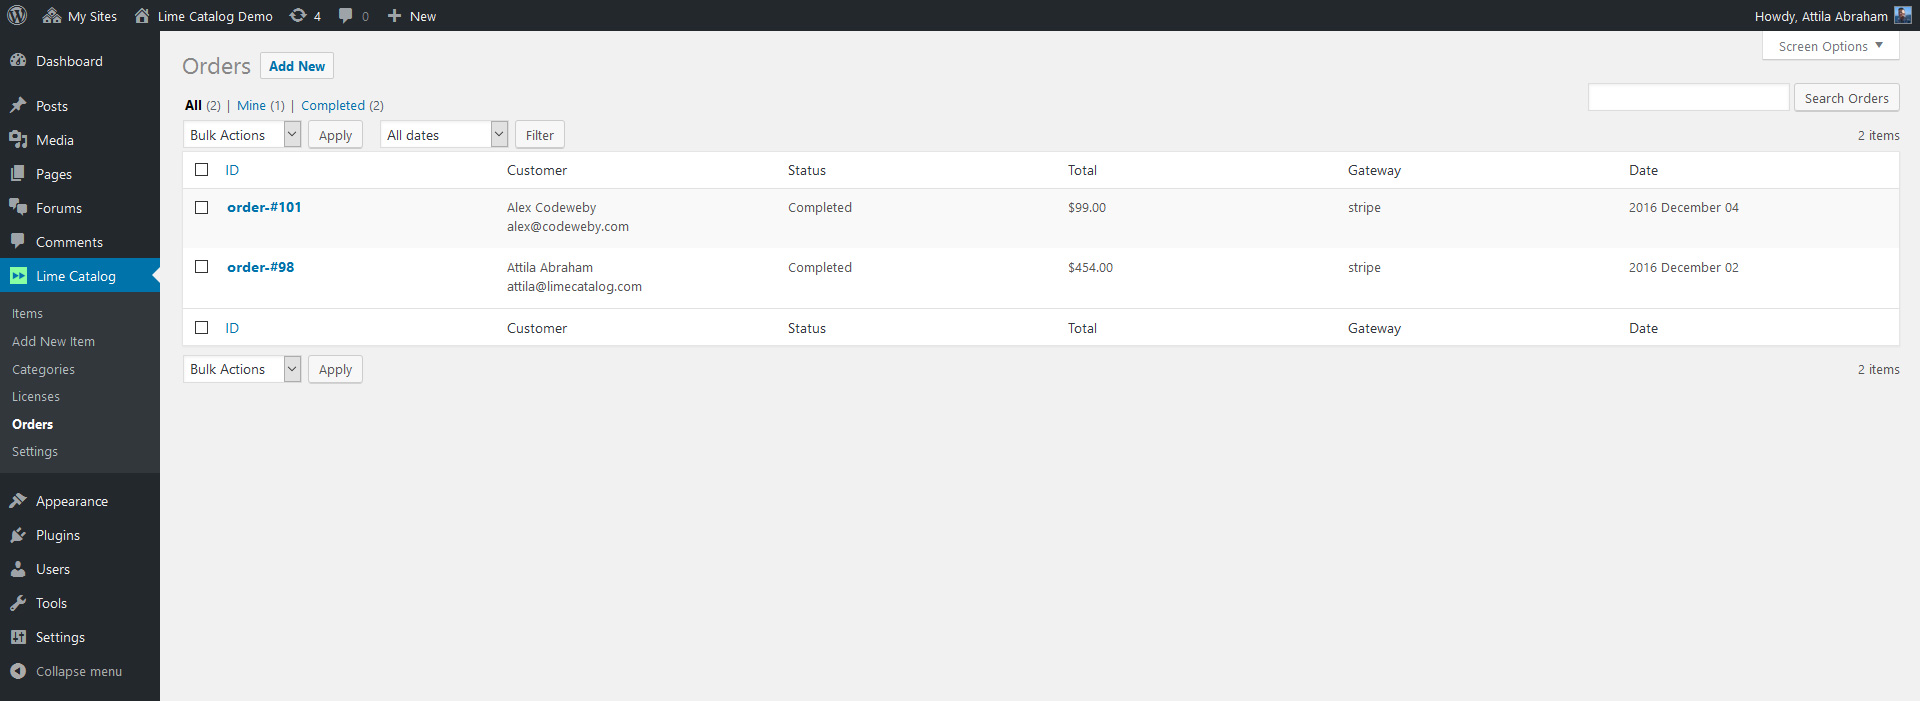 My Sites Lime Catalog Demo 4 0 New Howdy, Attila Abraham
Screen Options
Dashboard
Posts
Media
Pages
Forums
Comments
Lime Catalog
Items
Add New Item
Categories
Licenses
Orders
Settings
Appearance
Plugins
Users
Tools
Settings
Collapse menu
Orders Add New
All (2) | Mine (1) | Completed (2)
Search Orders
Bulk Actions Apply All dates Filter 2 items
ID Customer Status Total Gateway Date
order-#101 Alex Codeweby Completed $99.00 stripe 2016 December 04
alex@codeweby.com
order-#98 Attila Abraham Completed $454.00 stripe 2016 December 02
attila@limecatalog.com
ID Customer Status Total Gateway Date
Bulk Actions Apply 2 items